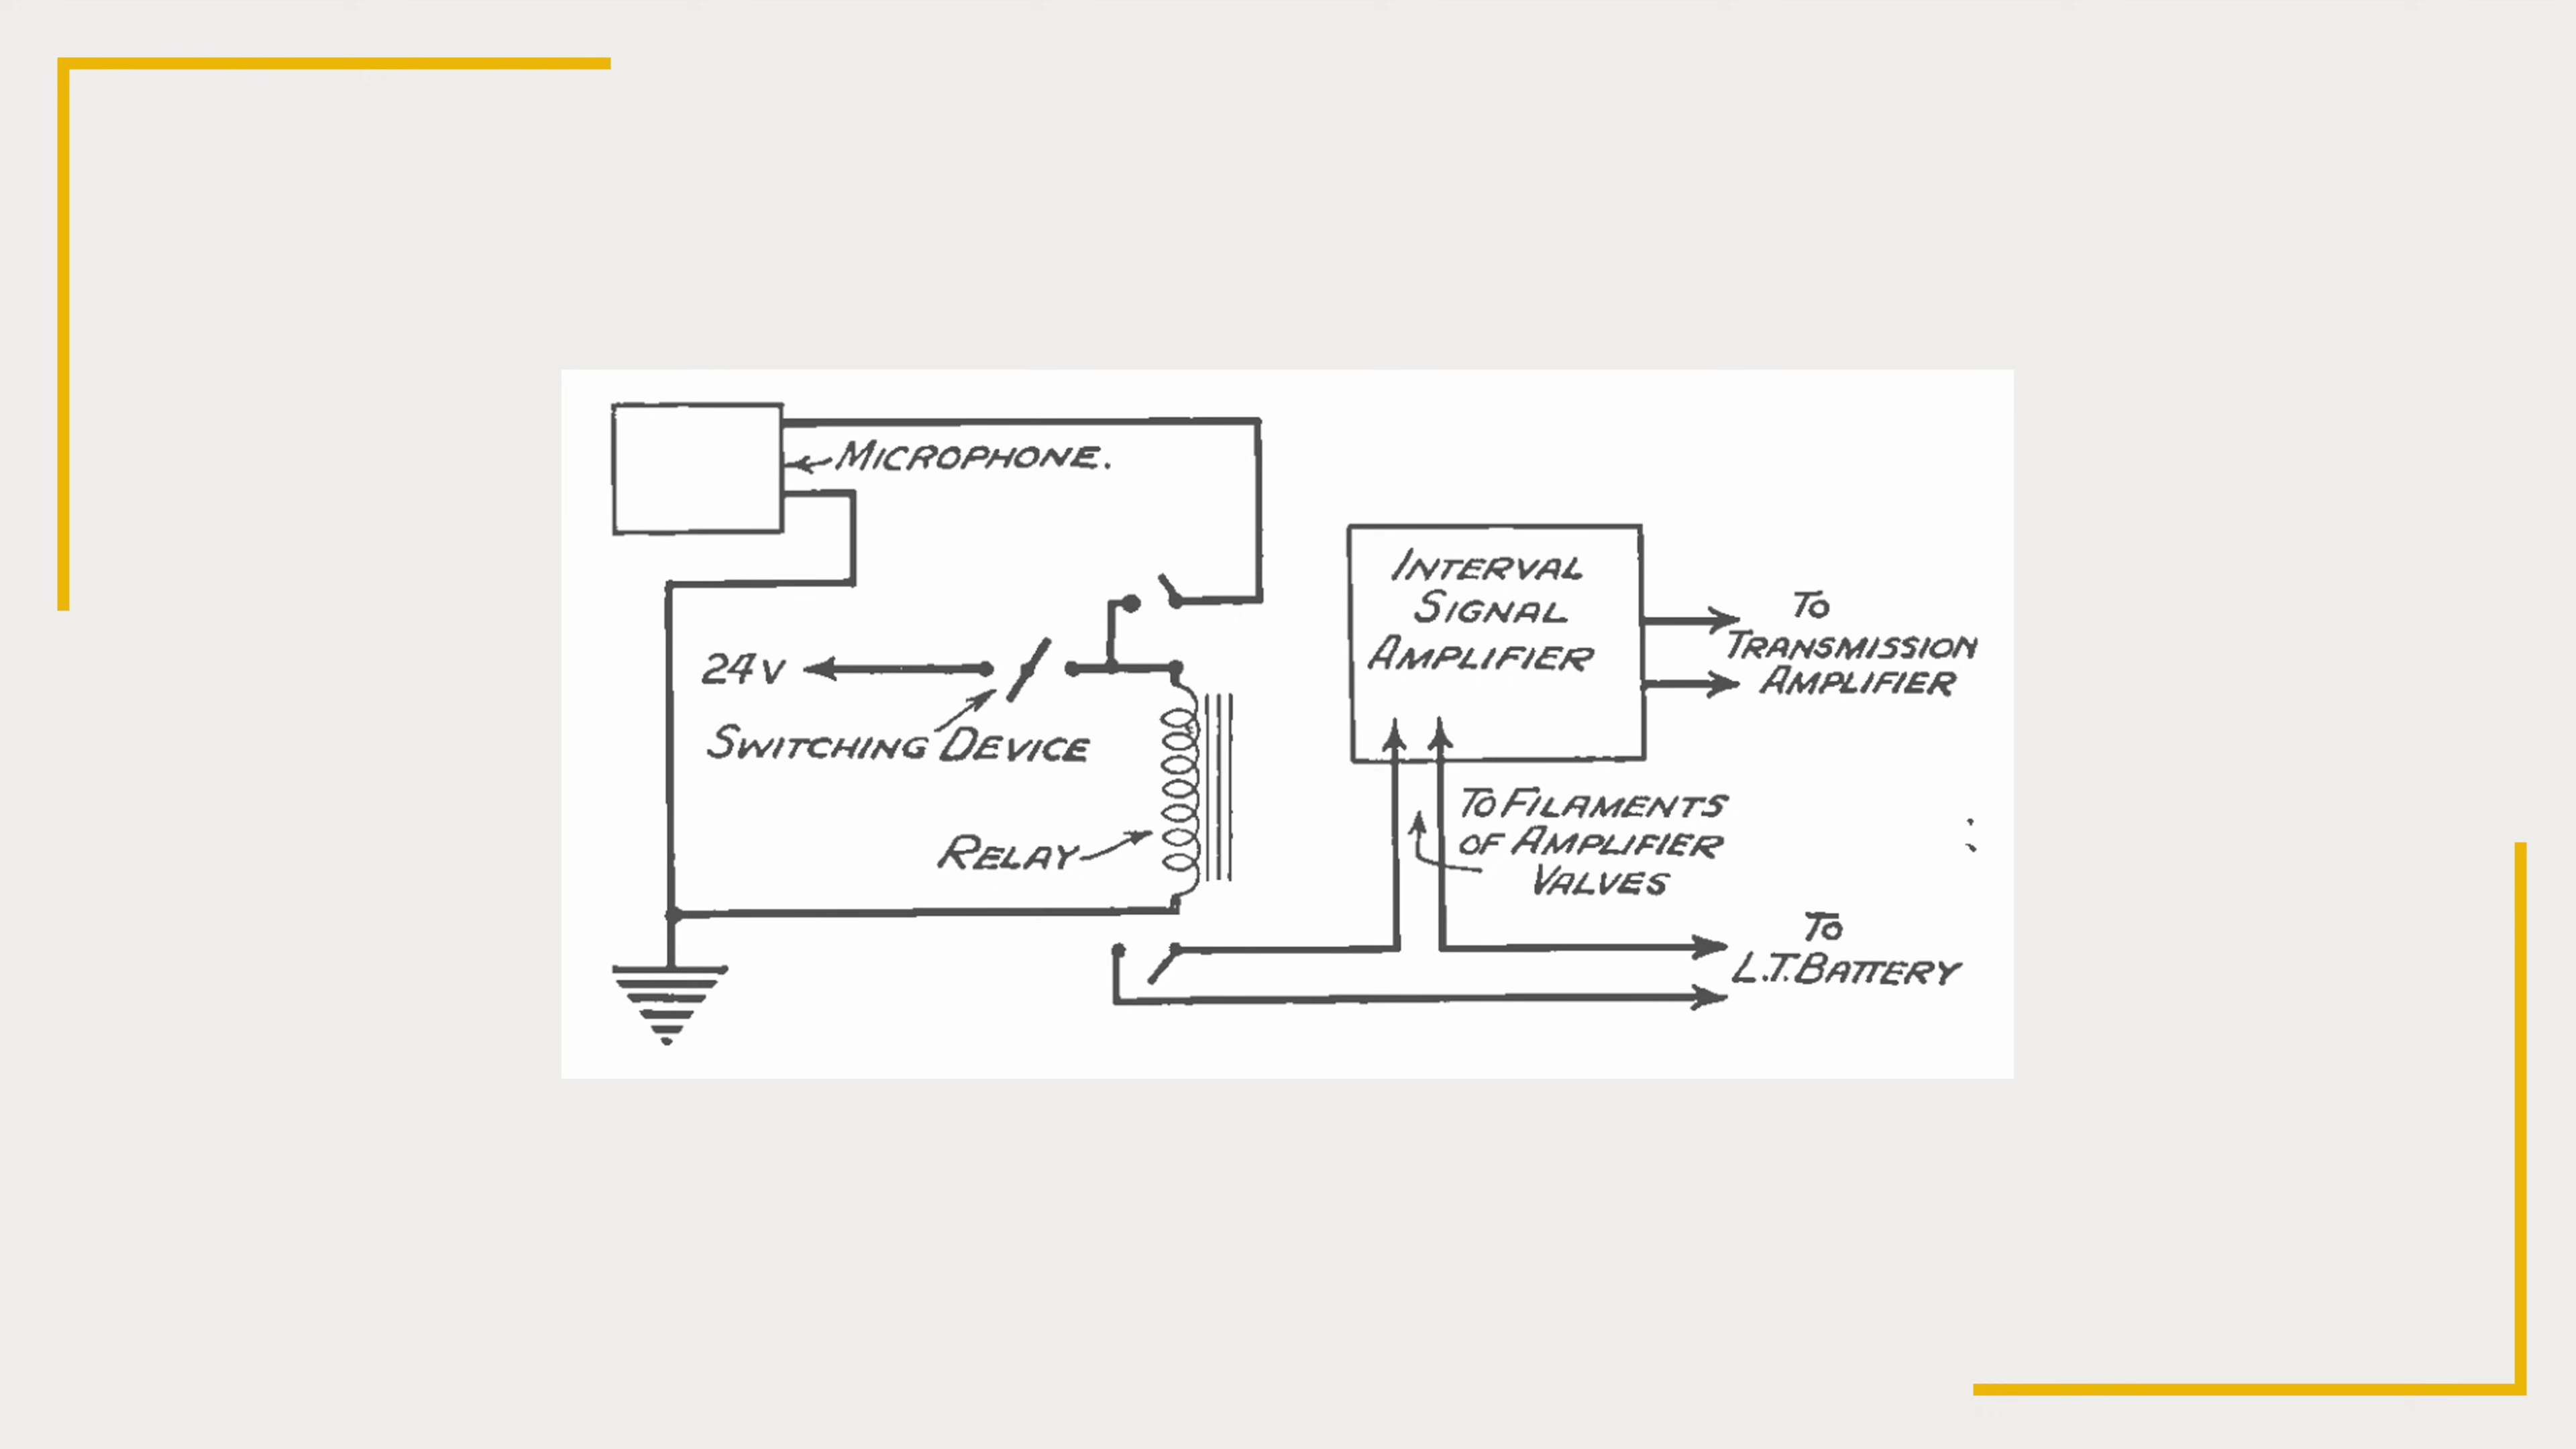 MICROPHONE.
INTERVAL
SIGNAL
AMPLIFIER
TO
TRANSMISSION
AMPLIFIER
24V
SWITCHING DEVICE
RELAY
TO FILAMENTS
OF AMPLIFIER
VALVES
TO
L.T. BATTERY